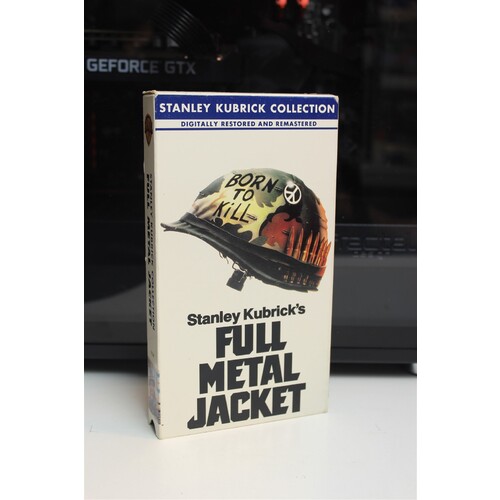 GEFORCE GTX
STANLEY KUBRICK COLLECTION
DIGITALLY RESTORED AND REMASTERED
BORN
TO
KILL
Stanley Kubrick's
FULL
METAL
JACKET
FULL METAL JACKET